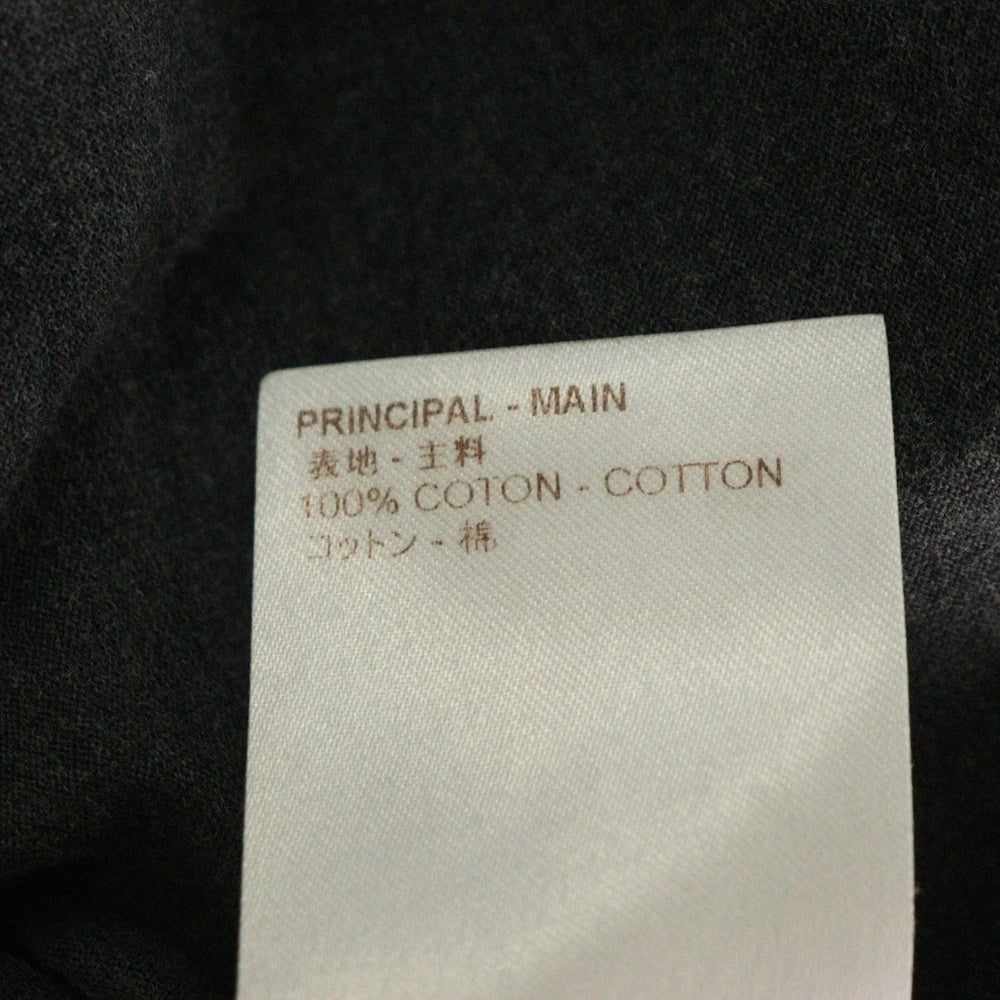 PRINCIPAL - MAIN
表地 - 主料
100% COTON - COTTON
コットン - 棉